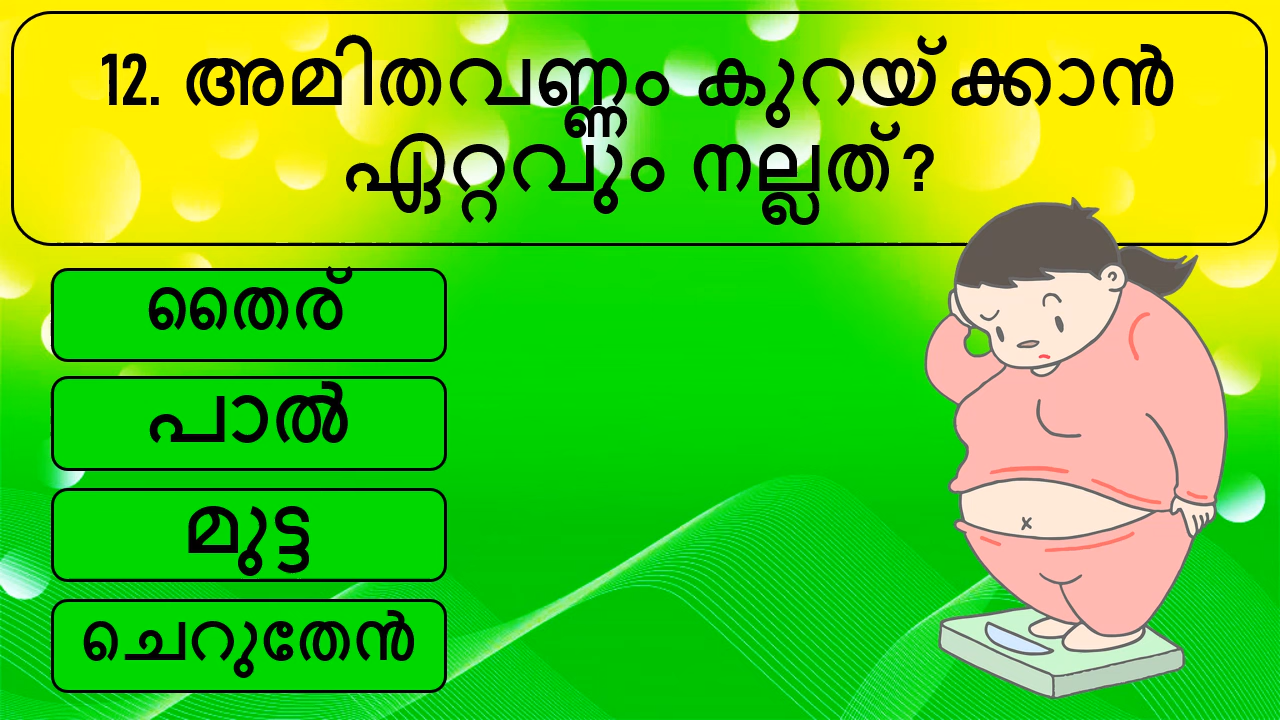 12. അമിതവണ്ണം കുറയ്ക്കാൻ
ഏറ്റവും നല്ലത്?
തൈര്
പാൽ
മുട്ട
ചെറുതേൻ